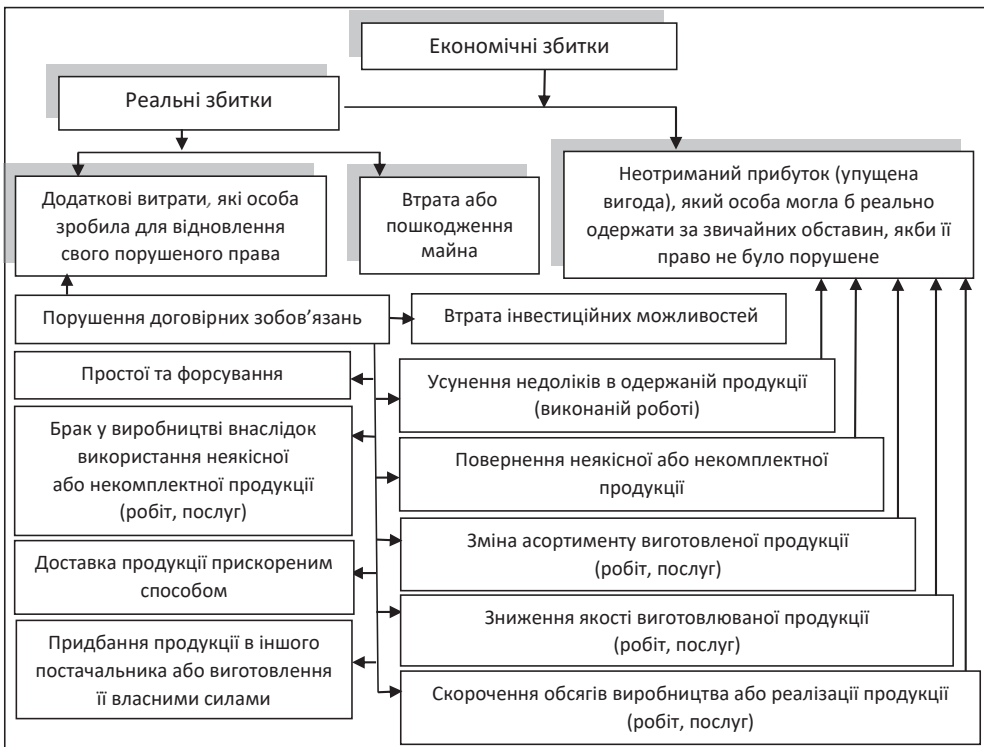 Економічні збитки
Реальні збитки
Додаткові витрати, які особа
зробила для відновлення
свого порушеного права
Втрата або
пошкодження
майна
Неотриманий прибуток (упущена
вигода), який особа могла б реально
одержати за звичайних обставин, якби її
право не було порушене
Порушення договірних зобов’язань
Втрата інвестиційних можливостей
Простої та форсування
Усунення недоліків в одержаній продукції
(виконаній роботі)
Брак у виробництві внаслідок
використання неякісної
або некомплектної продукції
(робіт, послуг)
Повернення неякісної або некомплектної
продукції
Зміна асортименту виготовленої продукції
(робіт, послуг)
Доставка продукції прискореним
способом
Зниження якості виготовлюваної продукції
(робіт, послуг)
Придбання продукції в іншого
постачальника або виготовлення
її власними силами
Скорочення обсягів виробництва або реалізації продукції
(робіт, послуг)